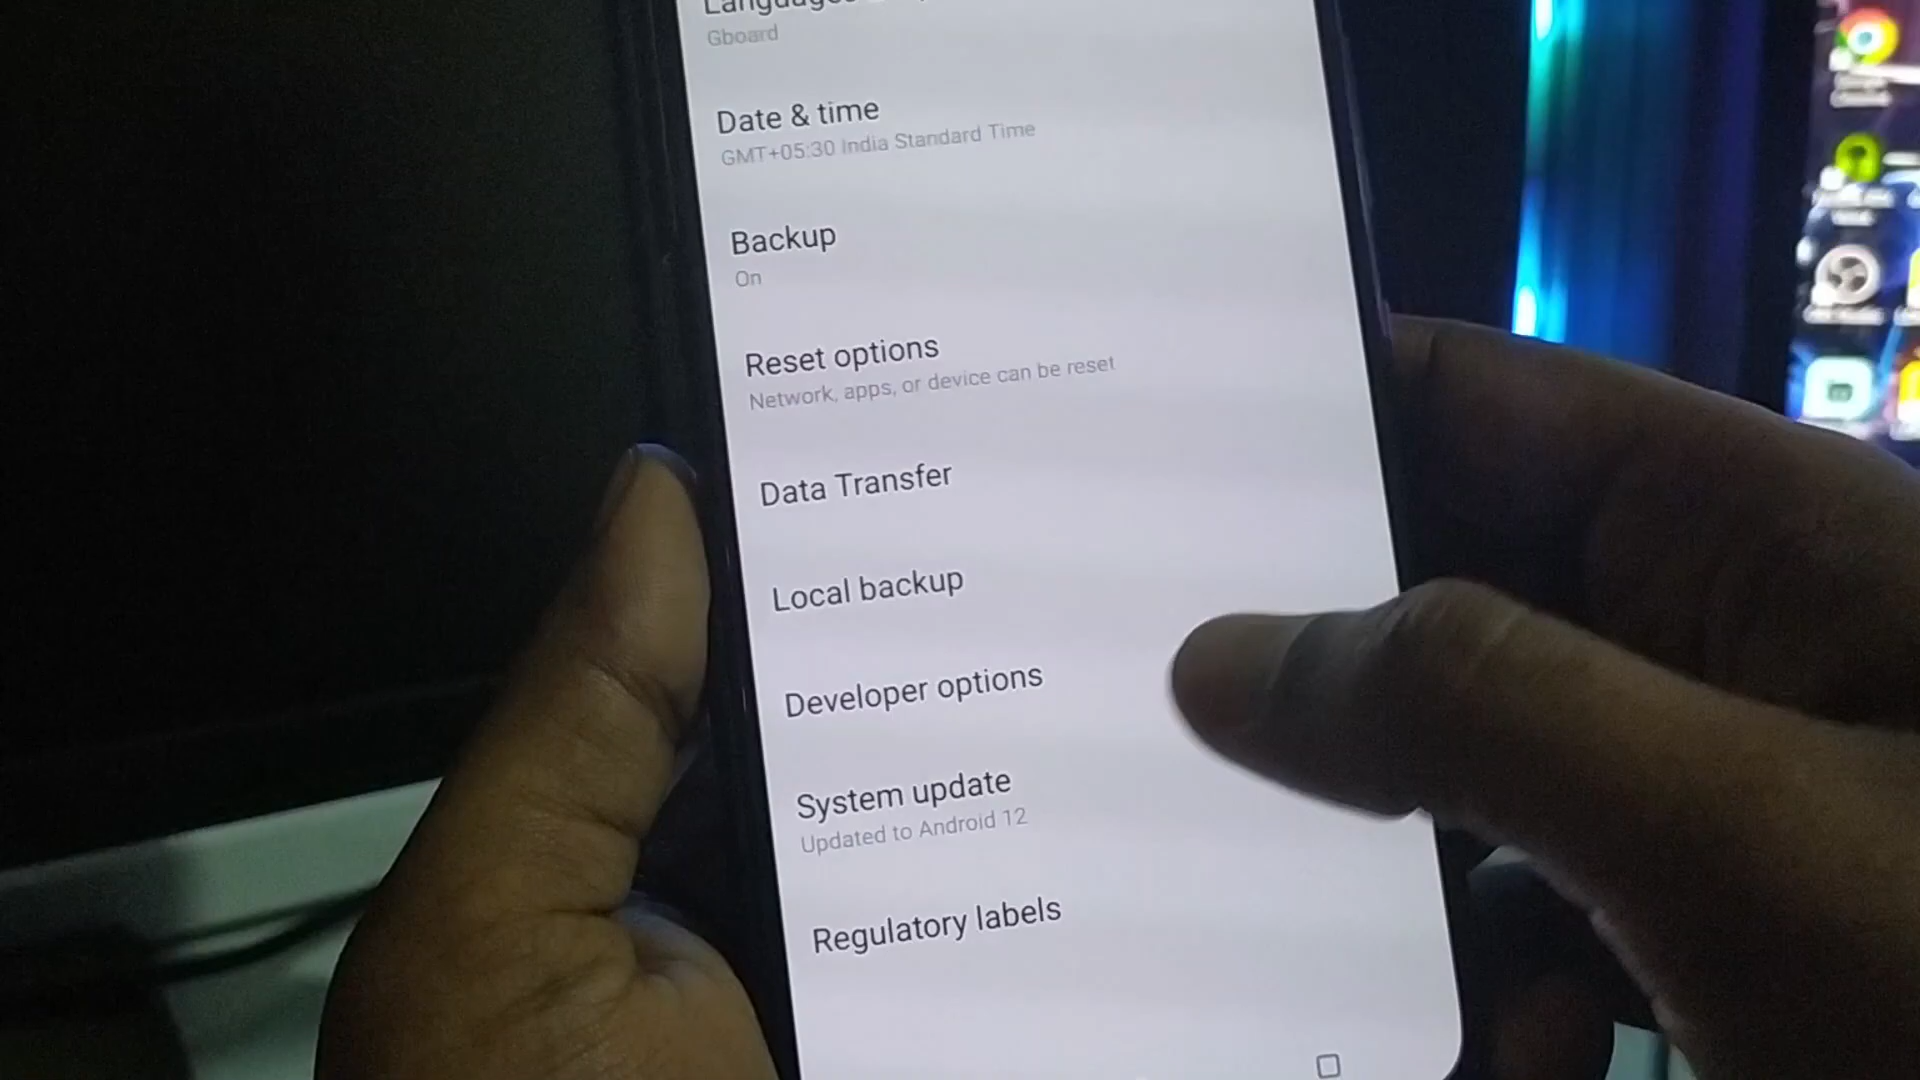 Languages
Gboard
Date & time
GMT+05:30 India Standard Time
Backup
On
Reset options
Network, apps, or device can be reset
Data Transfer
Local backup
Developer options
System update
Updated to Android 12
Regulatory labels